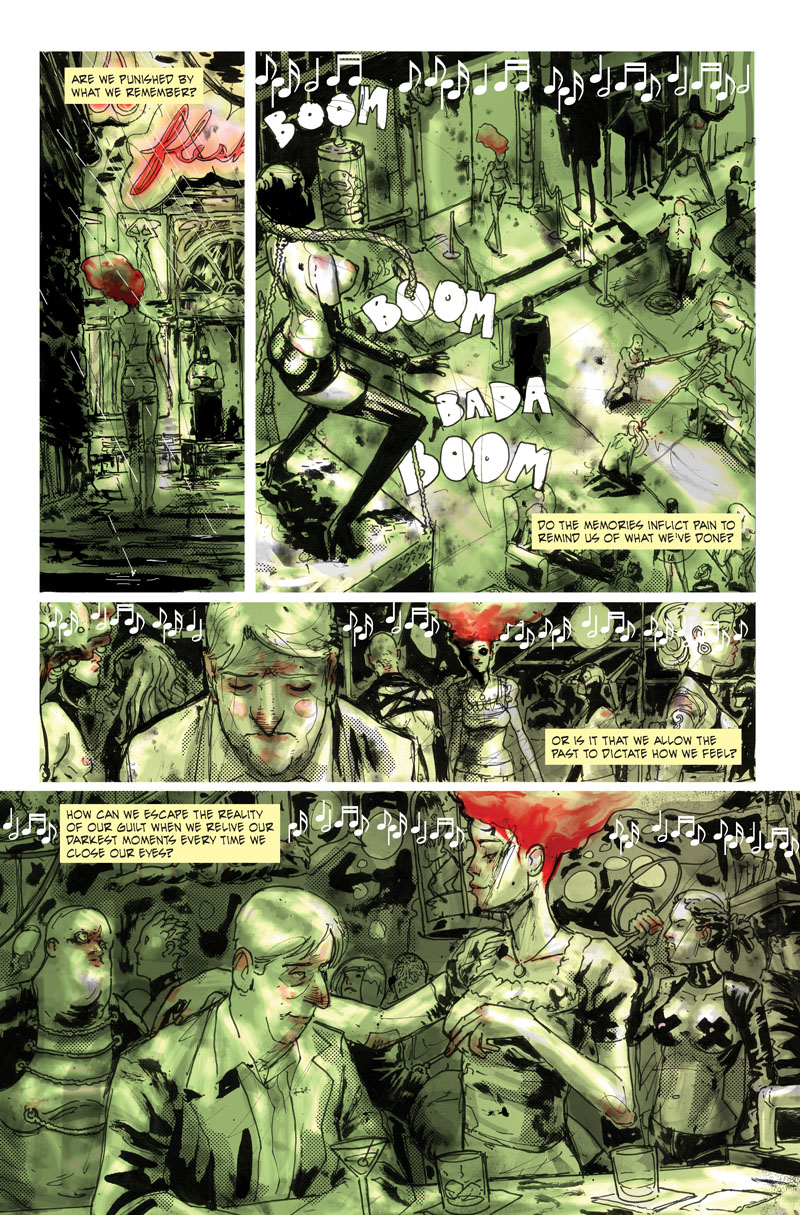 ARE WE PUNISHED BY
WHAT WE REMEMBER?
flesh
BOOM
BOOM
BADA
BOOM
DO THE MEMORIES INFLICT PAIN TO
REMIND US OF WHAT WE'VE DONE?
OR IS IT THAT WE ALLOW THE
PAST TO DICTATE HOW WE FEEL?
HOW CAN WE ESCAPE THE REALITY
OF OUR GUILT WHEN WE RELIVE OUR
DARKEST MOMENTS EVERY TIME WE
CLOSE OUR EYES?